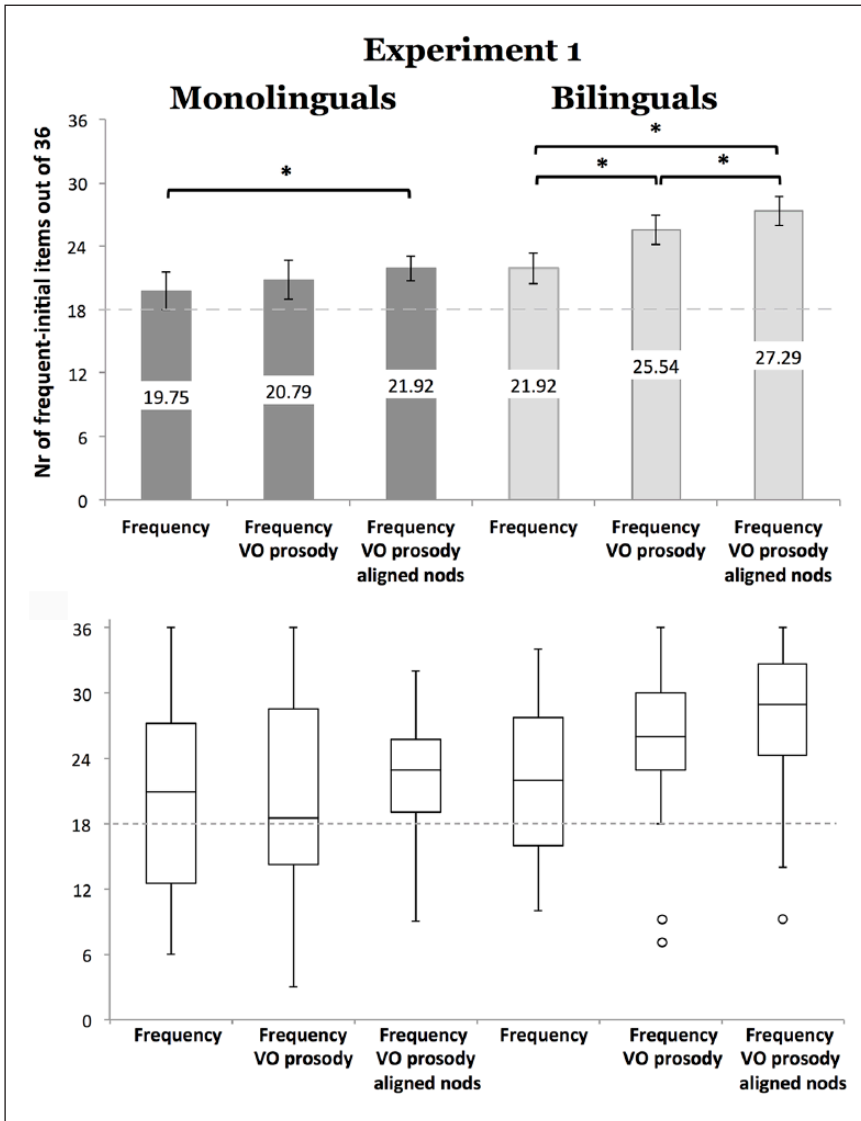 Experiment 1
Monolinguals Bilinguals
Nr of frequent-initial items out of 36
36
30
24
18
12
6
0
* * * *
19.75 20.79 21.92 21.92 25.54 27.29
Frequency Frequency Frequency Frequency Frequency Frequency
VO prosody VO prosody VO prosody VO prosody
aligned nods aligned nods
36
30
24
18
12
6
0
Frequency Frequency Frequency Frequency Frequency Frequency
VO prosody VO prosody VO prosody VO prosody
aligned nods aligned nods